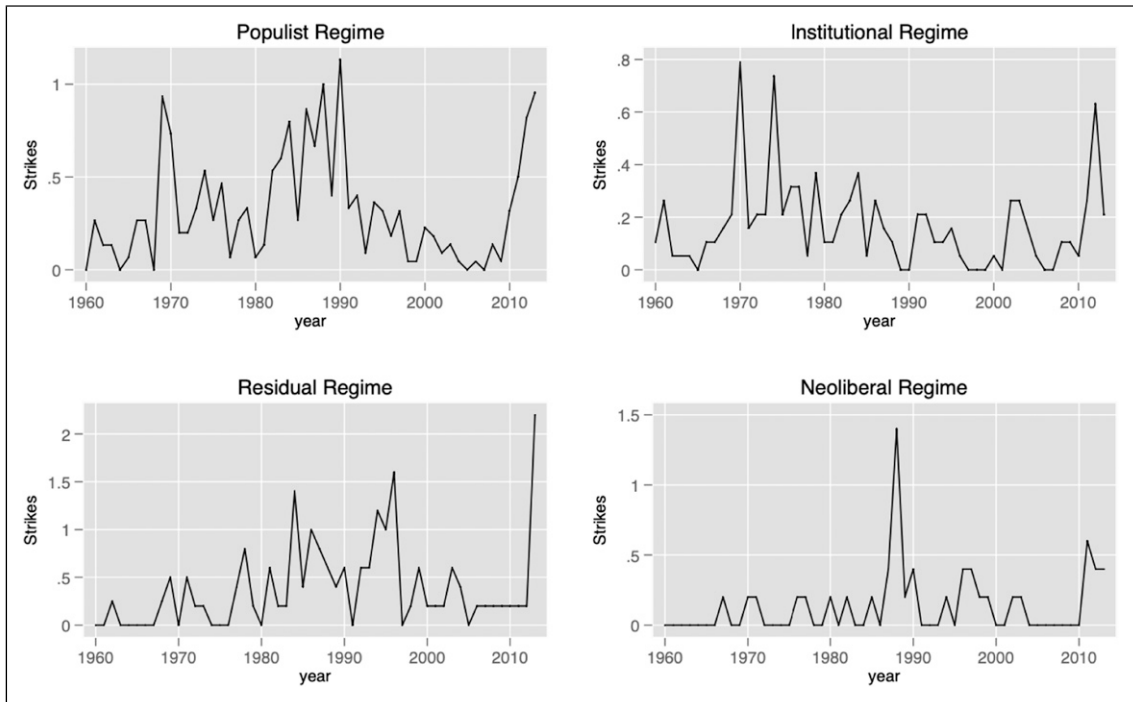 Populist Regime
1
.5
0
Strikes
1960 1970 1980 1990 2000 2010
year
Institutional Regime
.8
.6
.4
.2
0
Strikes
1960 1970 1980 1990 2000 2010
year
Residual Regime
2
1.5
1
.5
0
Strikes
1960 1970 1980 1990 2000 2010
year
Neoliberal Regime
1.5
1
.5
0
Strikes
1960 1970 1980 1990 2000 2010
year